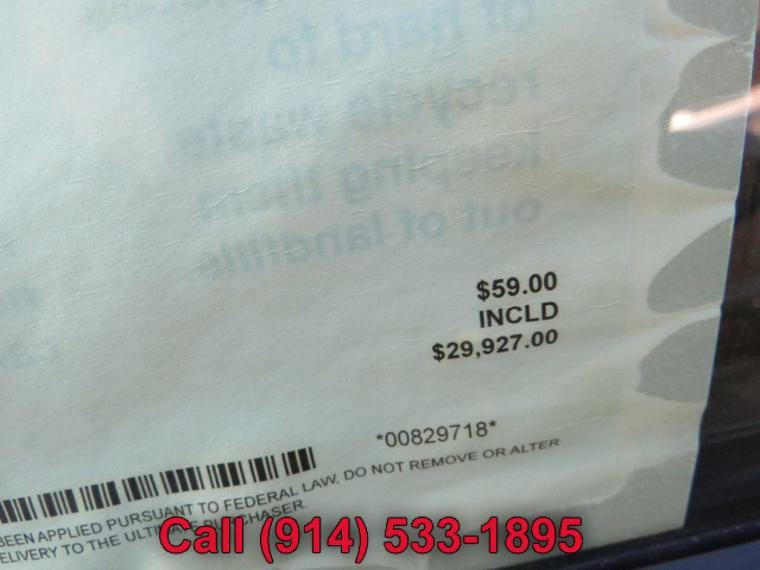 of hard to
recycle waste
Keeping them
out of landfills.
$59.00
INCLD
$29,927.00
*00829718*
BEEN APPLIED PURSUANT TO FEDERAL LAW. DO NOT REMOVE OR ALTER
DELIVERY TO THE ULTIMATE PURCHASER.
Call (914) 533-1895